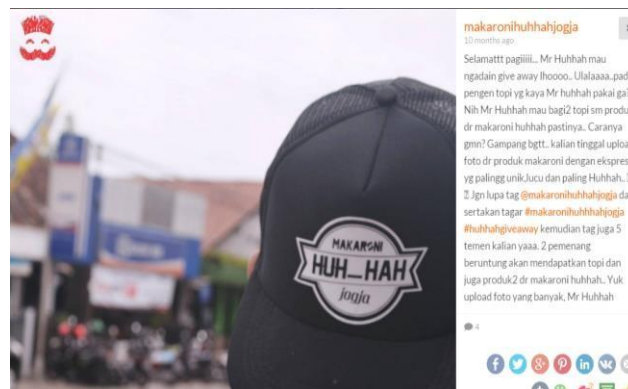 MAKARONI
HUH_HAH
jogja
makaronihuhhahjogja
10 months ago
Selamattt pagiiiii... Mr Huhhah mau
ngadain give away lhoooo.. Ulalaaaa..pad
pengen topi yg kaya Mr huhhah pakai ga?
Nih Mr Huhhah mau bagi2 topi sm produ
dr makaroni huhhah pastinya.. Caranya
gmn? Gampang bgtt.. kalian tinggal uploa
foto dr produk makaroni dengan ekspres
yg palingg unik,lucu dan paling Huhhah..
Jgn lupa tag @makaronihuhhahjogja da
sertakan tagar #makaronihuhhhahjogja
#huhhahgiveaway kemudian tag juga 5
temen kalian yaaa. 2 pemenang
beruntung akan mendapatkan topi dan
juga produk2 dr makaroni huhhah.. Yuk
upload foto yang banyak, Mr Huhhah
4